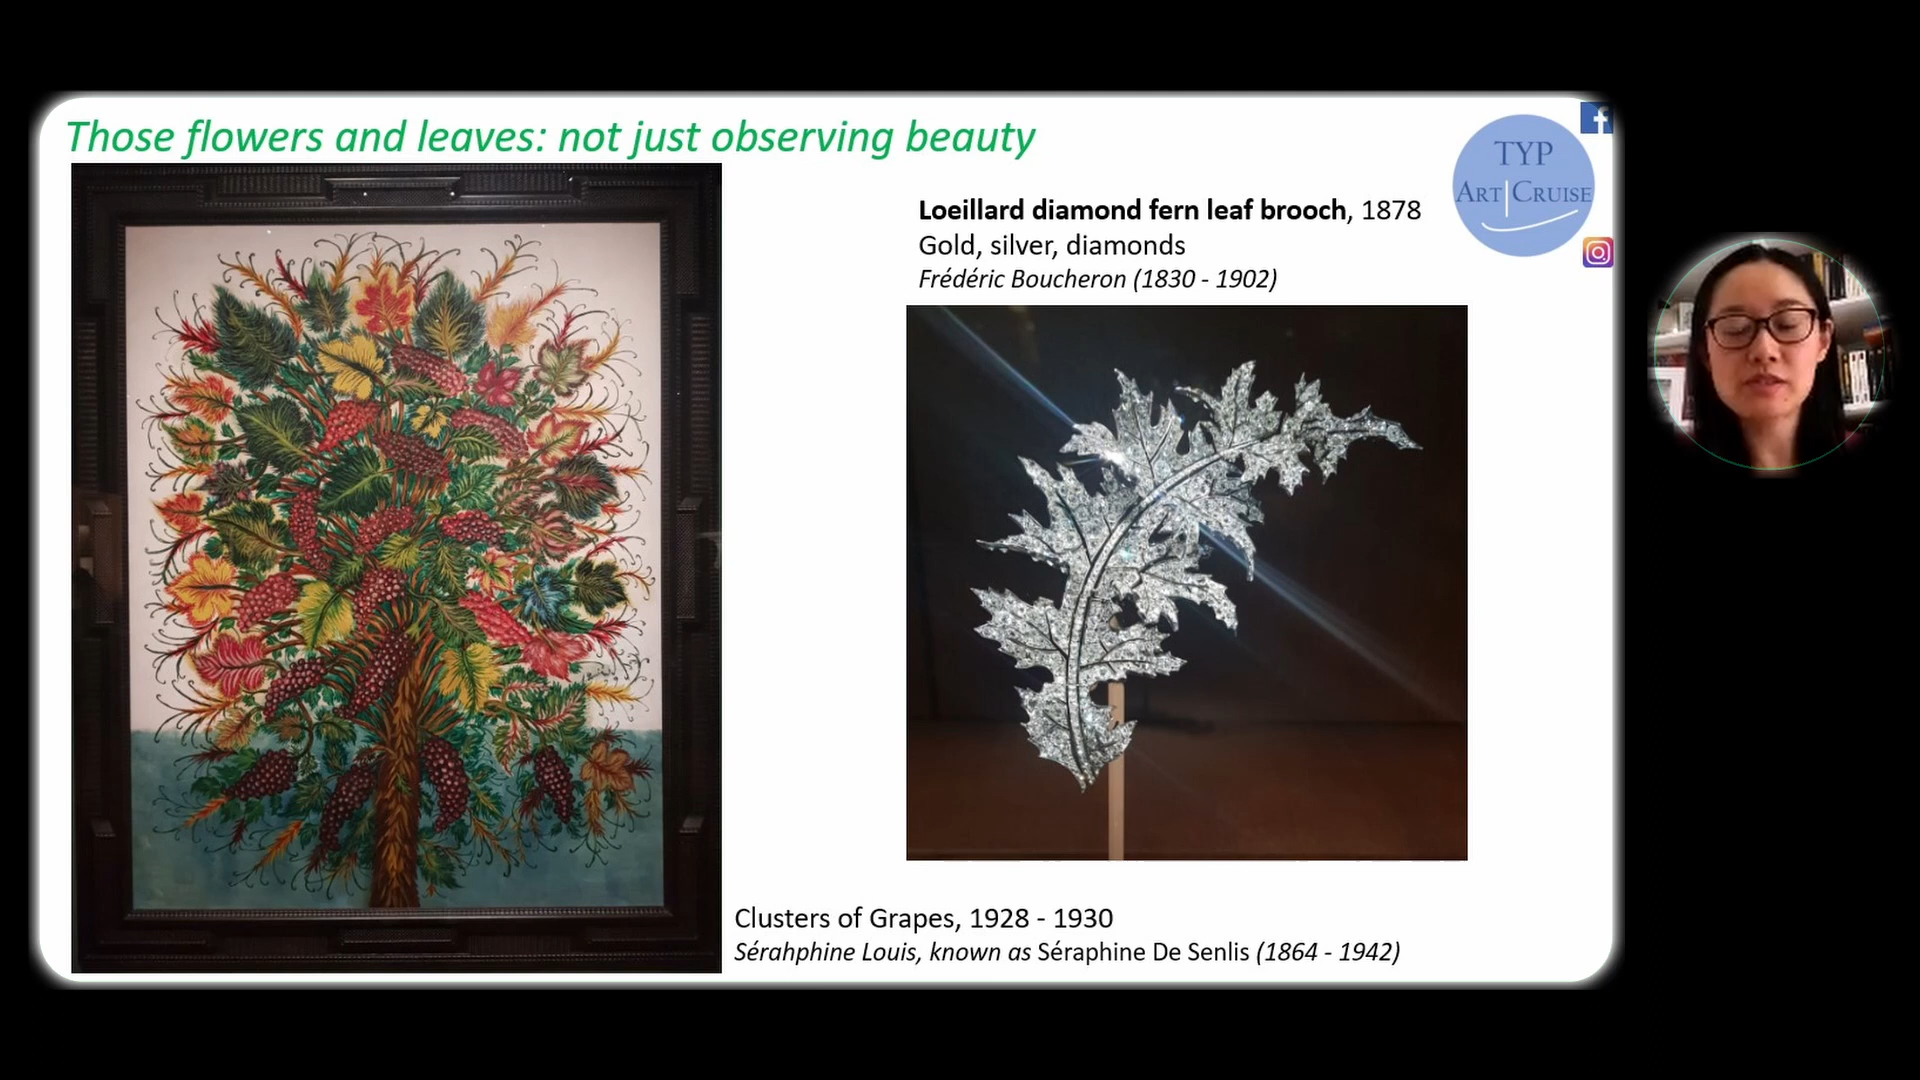 Those flowers and leaves: not just observing beauty
TYP
ART|CRUISE
Loeillard diamond fern leaf brooch, 1878
Gold, silver, diamonds
Frédéric Boucheron (1830 - 1902)
Clusters of Grapes, 1928 - 1930
Sérahphine Louis, known as Séraphine De Senlis (1864 - 1942)